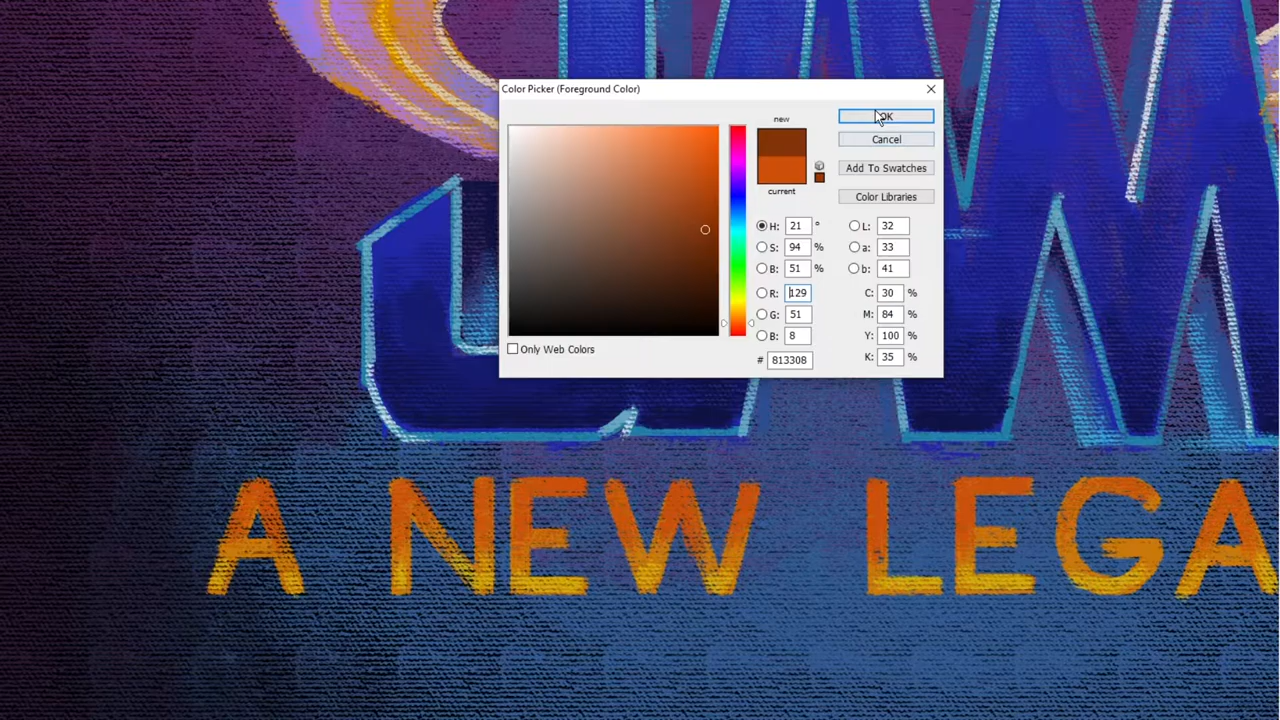 JAM
Color Picker (Foreground Color)
new
current
OK
Cancel
Add To Swatches
Color Libraries
H: 21 °
S: 94 %
B: 51 %
R: 129
G: 51
B: 8
# 813308
L: 32
a: 33
b: 41
C: 30 %
M: 84 %
Y: 100 %
K: 35 %
Only Web Colors
A NEW LEGA